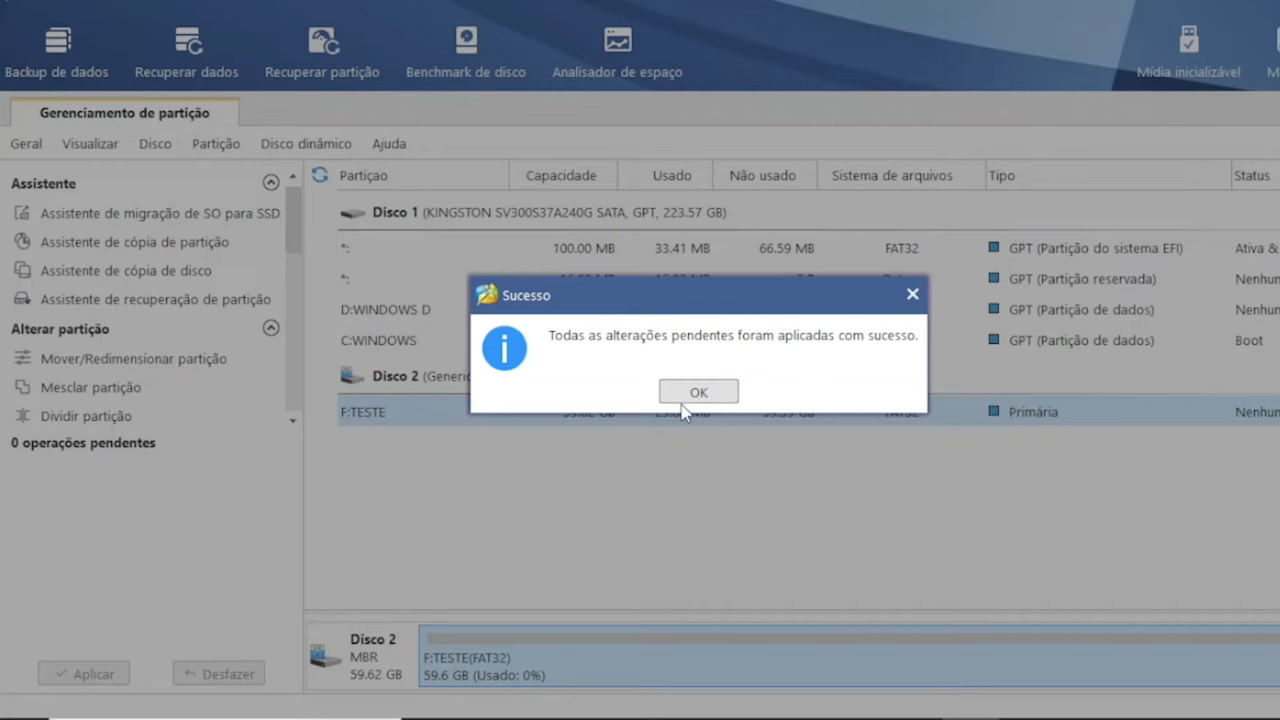 Backup de dados Recuperar dados Recuperar partição Benchmark de disco Analisador de espaço Mídia inicializável
Gerenciamento de partição
Geral Visualizar Disco Partição Disco dinâmico Ajuda
Assistente
Assistente de migração de SO para SSD
Assistente de cópia de partição
Assistente de cópia de disco
Assistente de recuperação de partição
Alterar partição
Mover/Redimensionar partição
Mesclar partição
Dividir partição
0 operações pendentes
Aplicar Desfazer
Partiçao Capacidade Usado Não usado Sistema de arquivos Tipo Status
Disco 1 (KINGSTON SV300S37A240G SATA, GPT, 223.57 GB)
*: 100.00 MB 33.41 MB 66.59 MB FAT32 GPT (Partição do sistema EFI) Ativa &
*: GPT (Partição reservada) Nenhum
D:WINDOWS D GPT (Partição de dados) Nenhum
C:WINDOWS GPT (Partição de dados) Boot
Disco 2 (Generic
F:TESTE Primária Nenhum
Sucesso
Todas as alterações pendentes foram aplicadas com sucesso.
OK
Disco 2
MBR
59.62 GB
F:TESTE(FAT32)
59.6 GB (Usado: 0%)